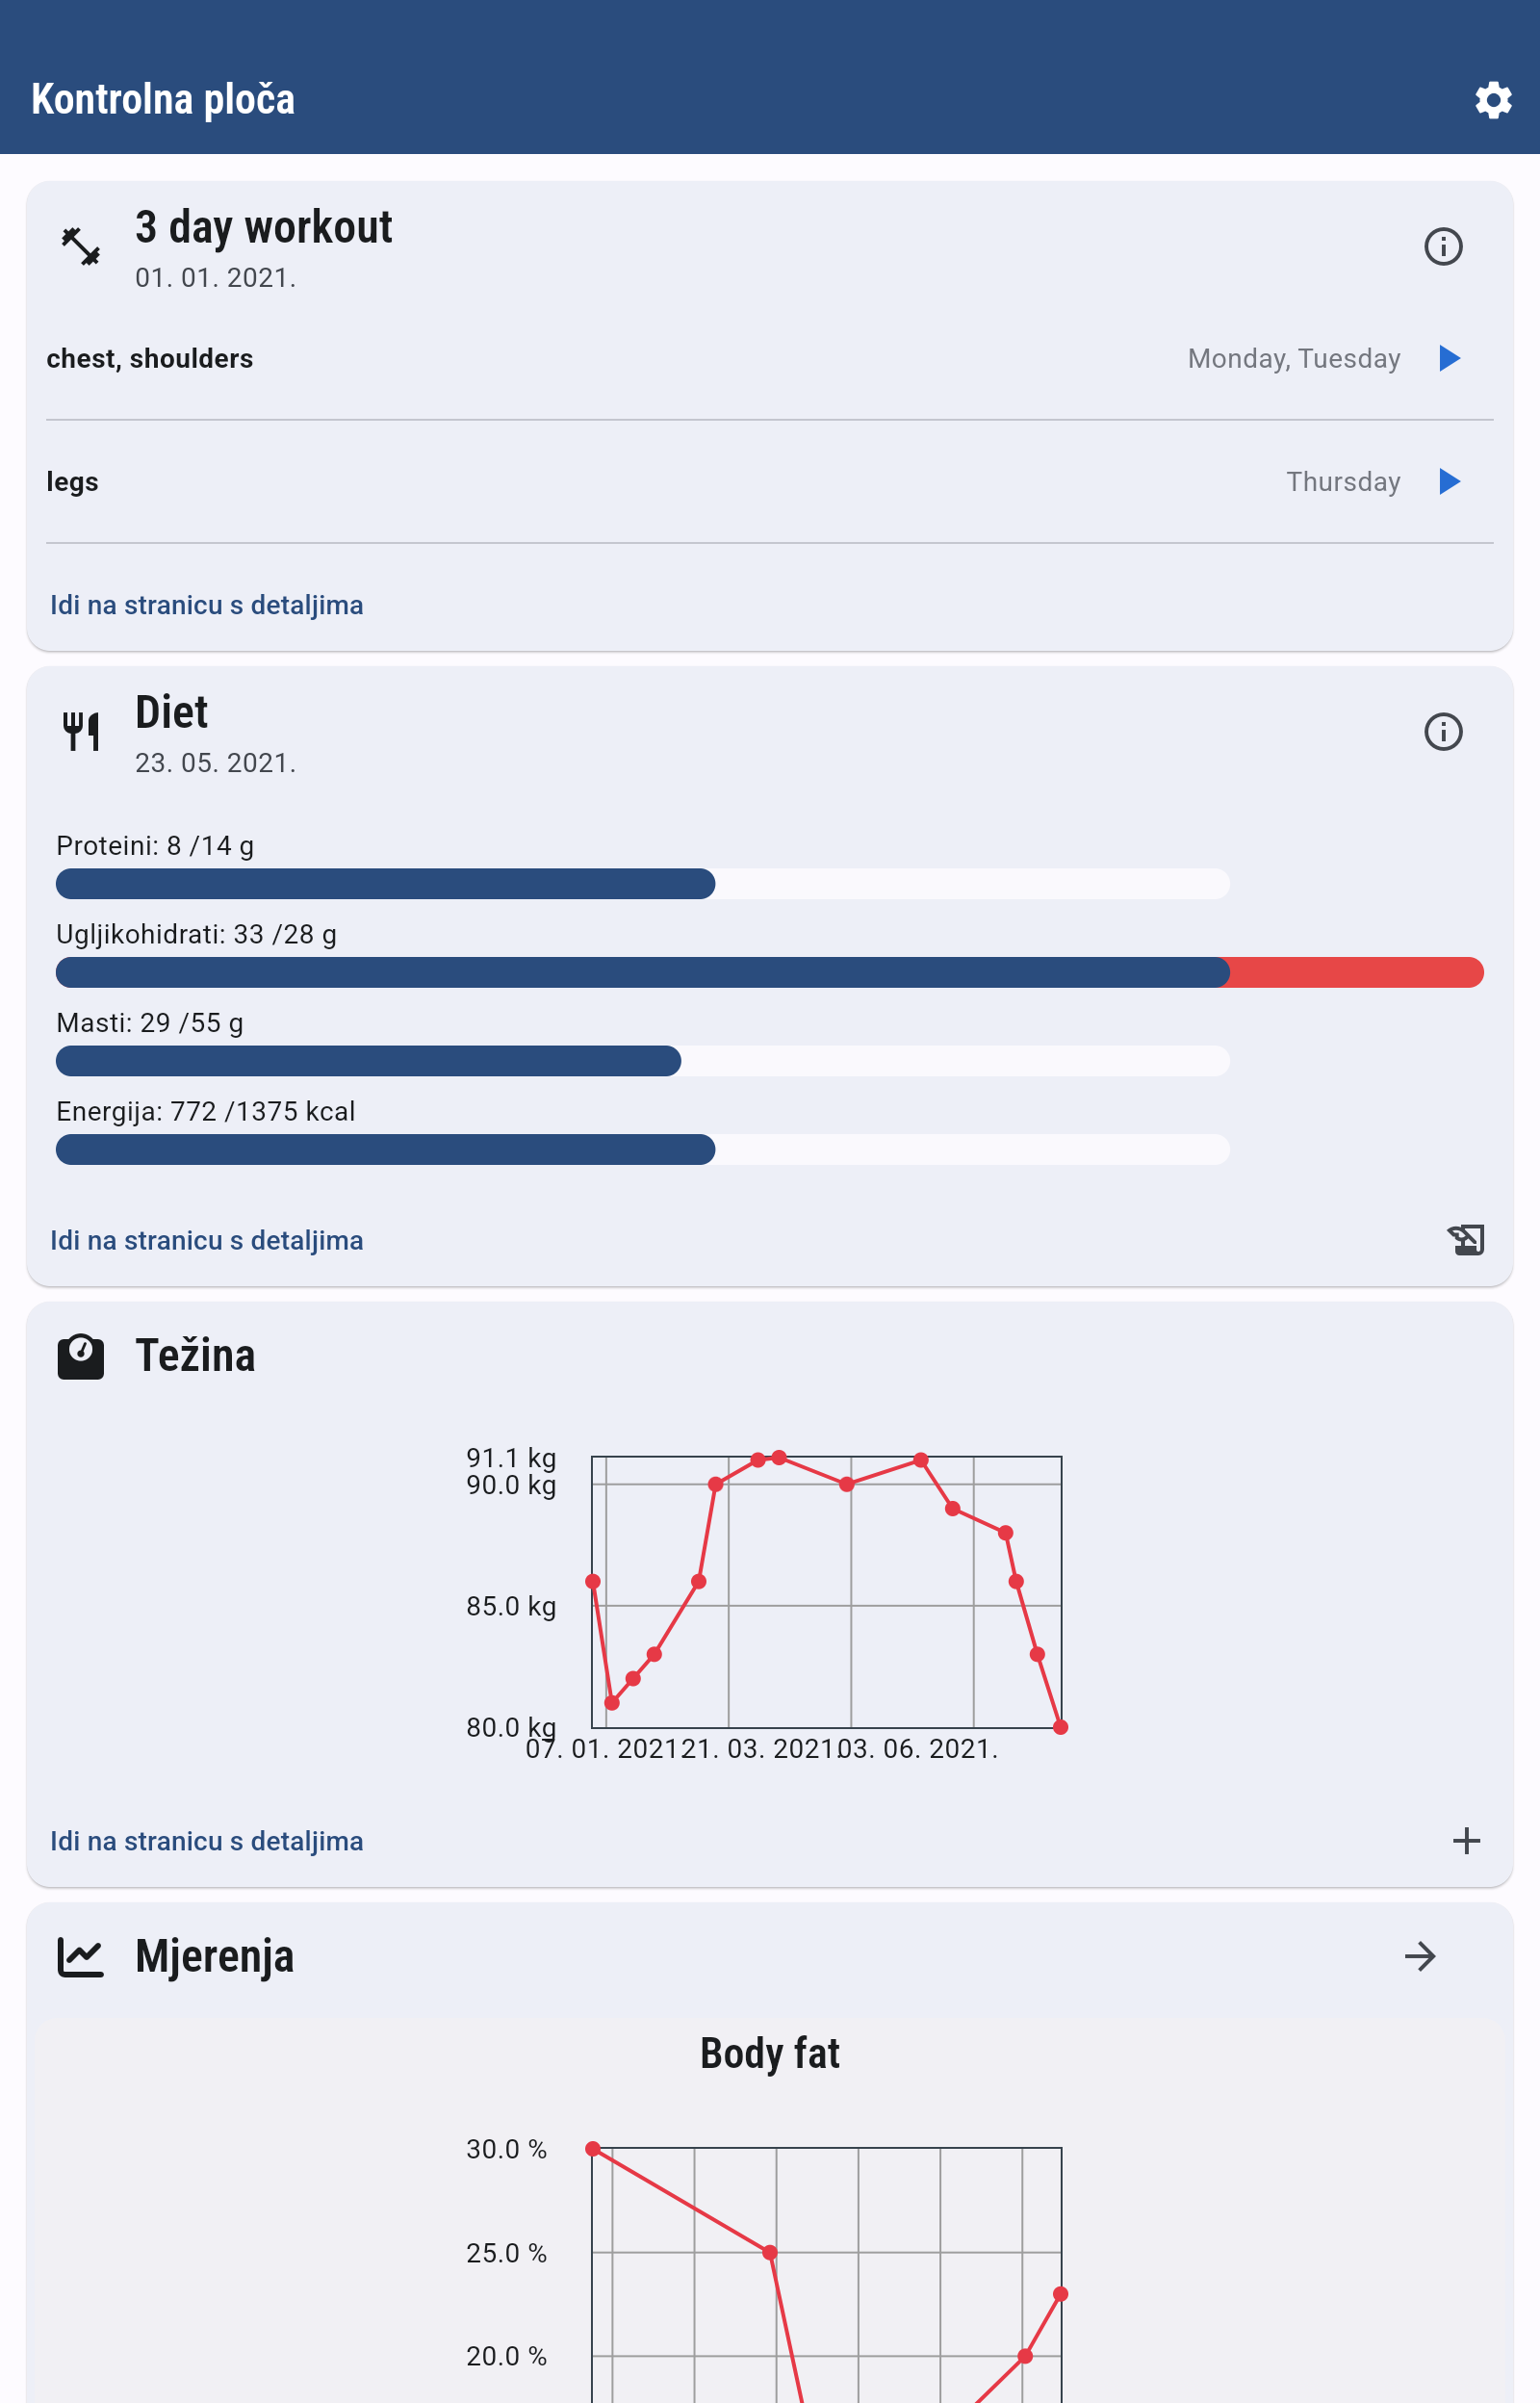 Kontrolna ploča
3 day workout
01. 01. 2021.
chest, shoulders
Monday, Tuesday
legs
Thursday
Idi na stranicu s detaljima
Diet
23. 05. 2021.
Proteini: 8 /14 g
Ugljikohidrati: 33 /28 g
Masti: 29 /55 g
Energija: 772 /1375 kcal
Idi na stranicu s detaljima
Težina
91.1 kg
90.0 kg
85.0 kg
80.0 kg
07. 01. 2021.
21. 03. 2021.
03. 06. 2021.
Idi na stranicu s detaljima
Mjerenja
Body fat
30.0 %
25.0 %
20.0 %